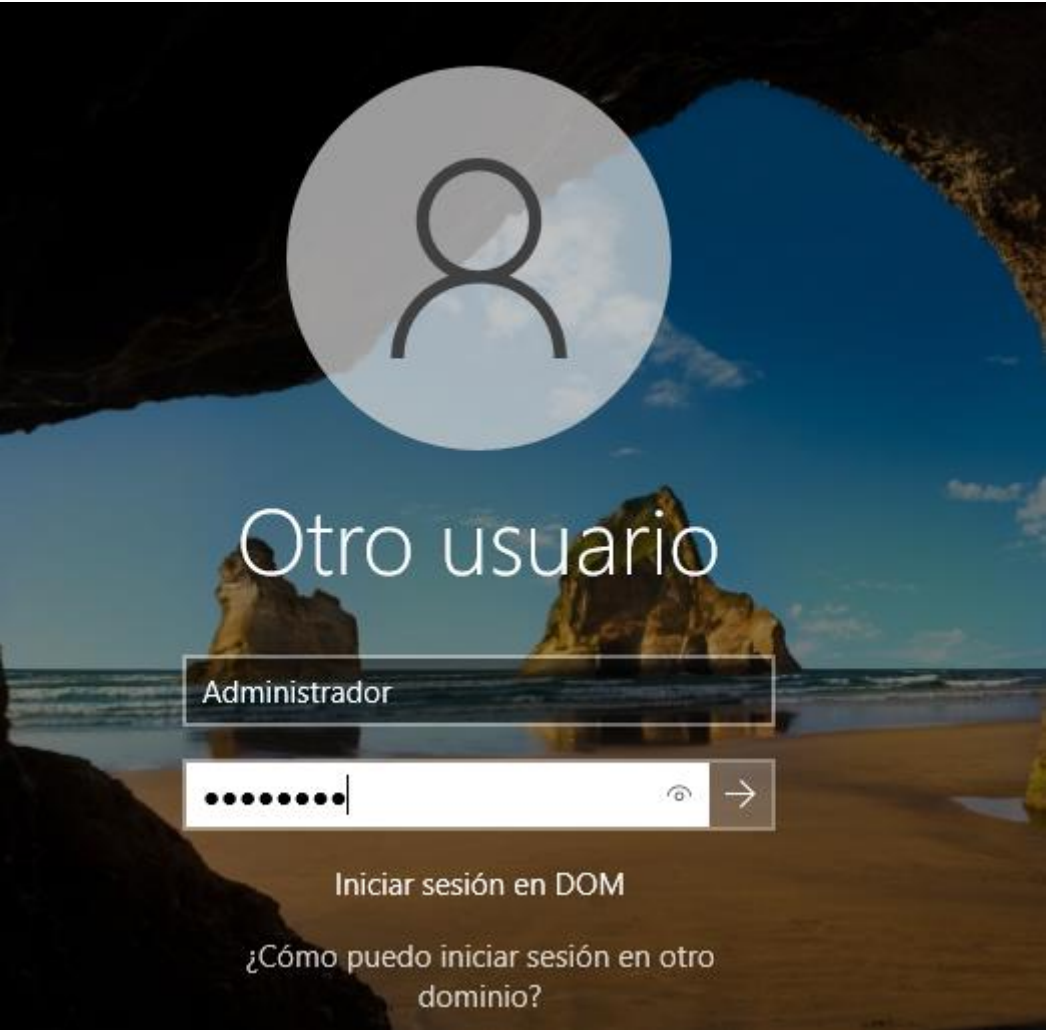 Otro usuario
Administrador
••••••••
Iniciar sesión en DOM
¿Cómo puedo iniciar sesión en otro
dominio?